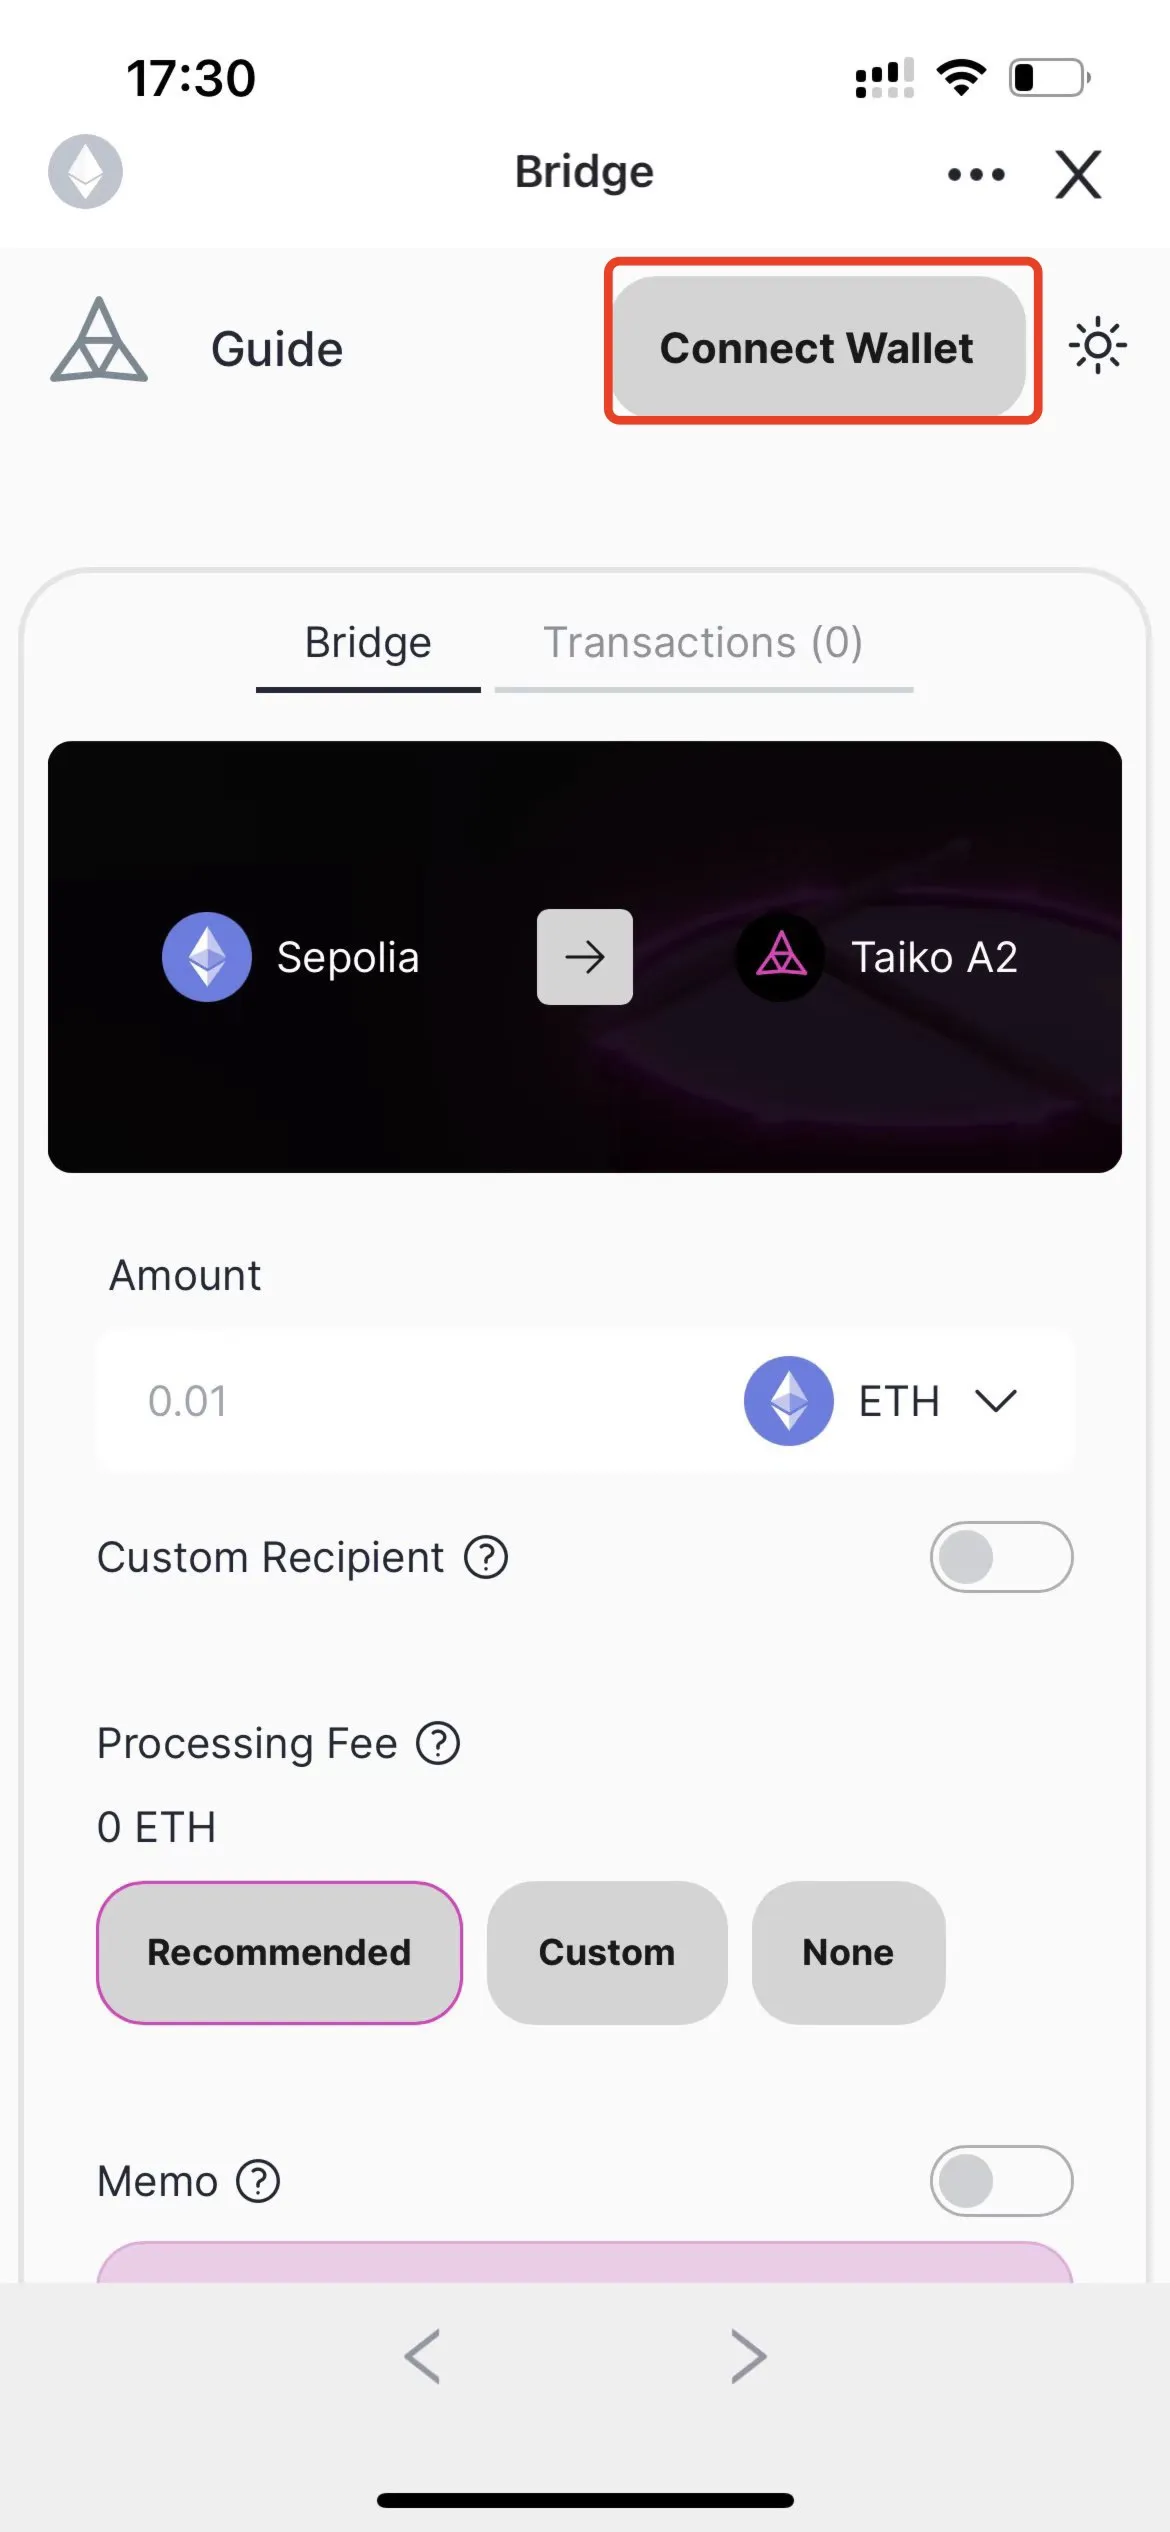 17:30
Bridge
Guide
Connect Wallet
Bridge
Transactions (0)
Sepolia
Taiko A2
Amount
0.01
ETH
Custom Recipient
Processing Fee
0 ETH
Recommended
Custom
None
Memo